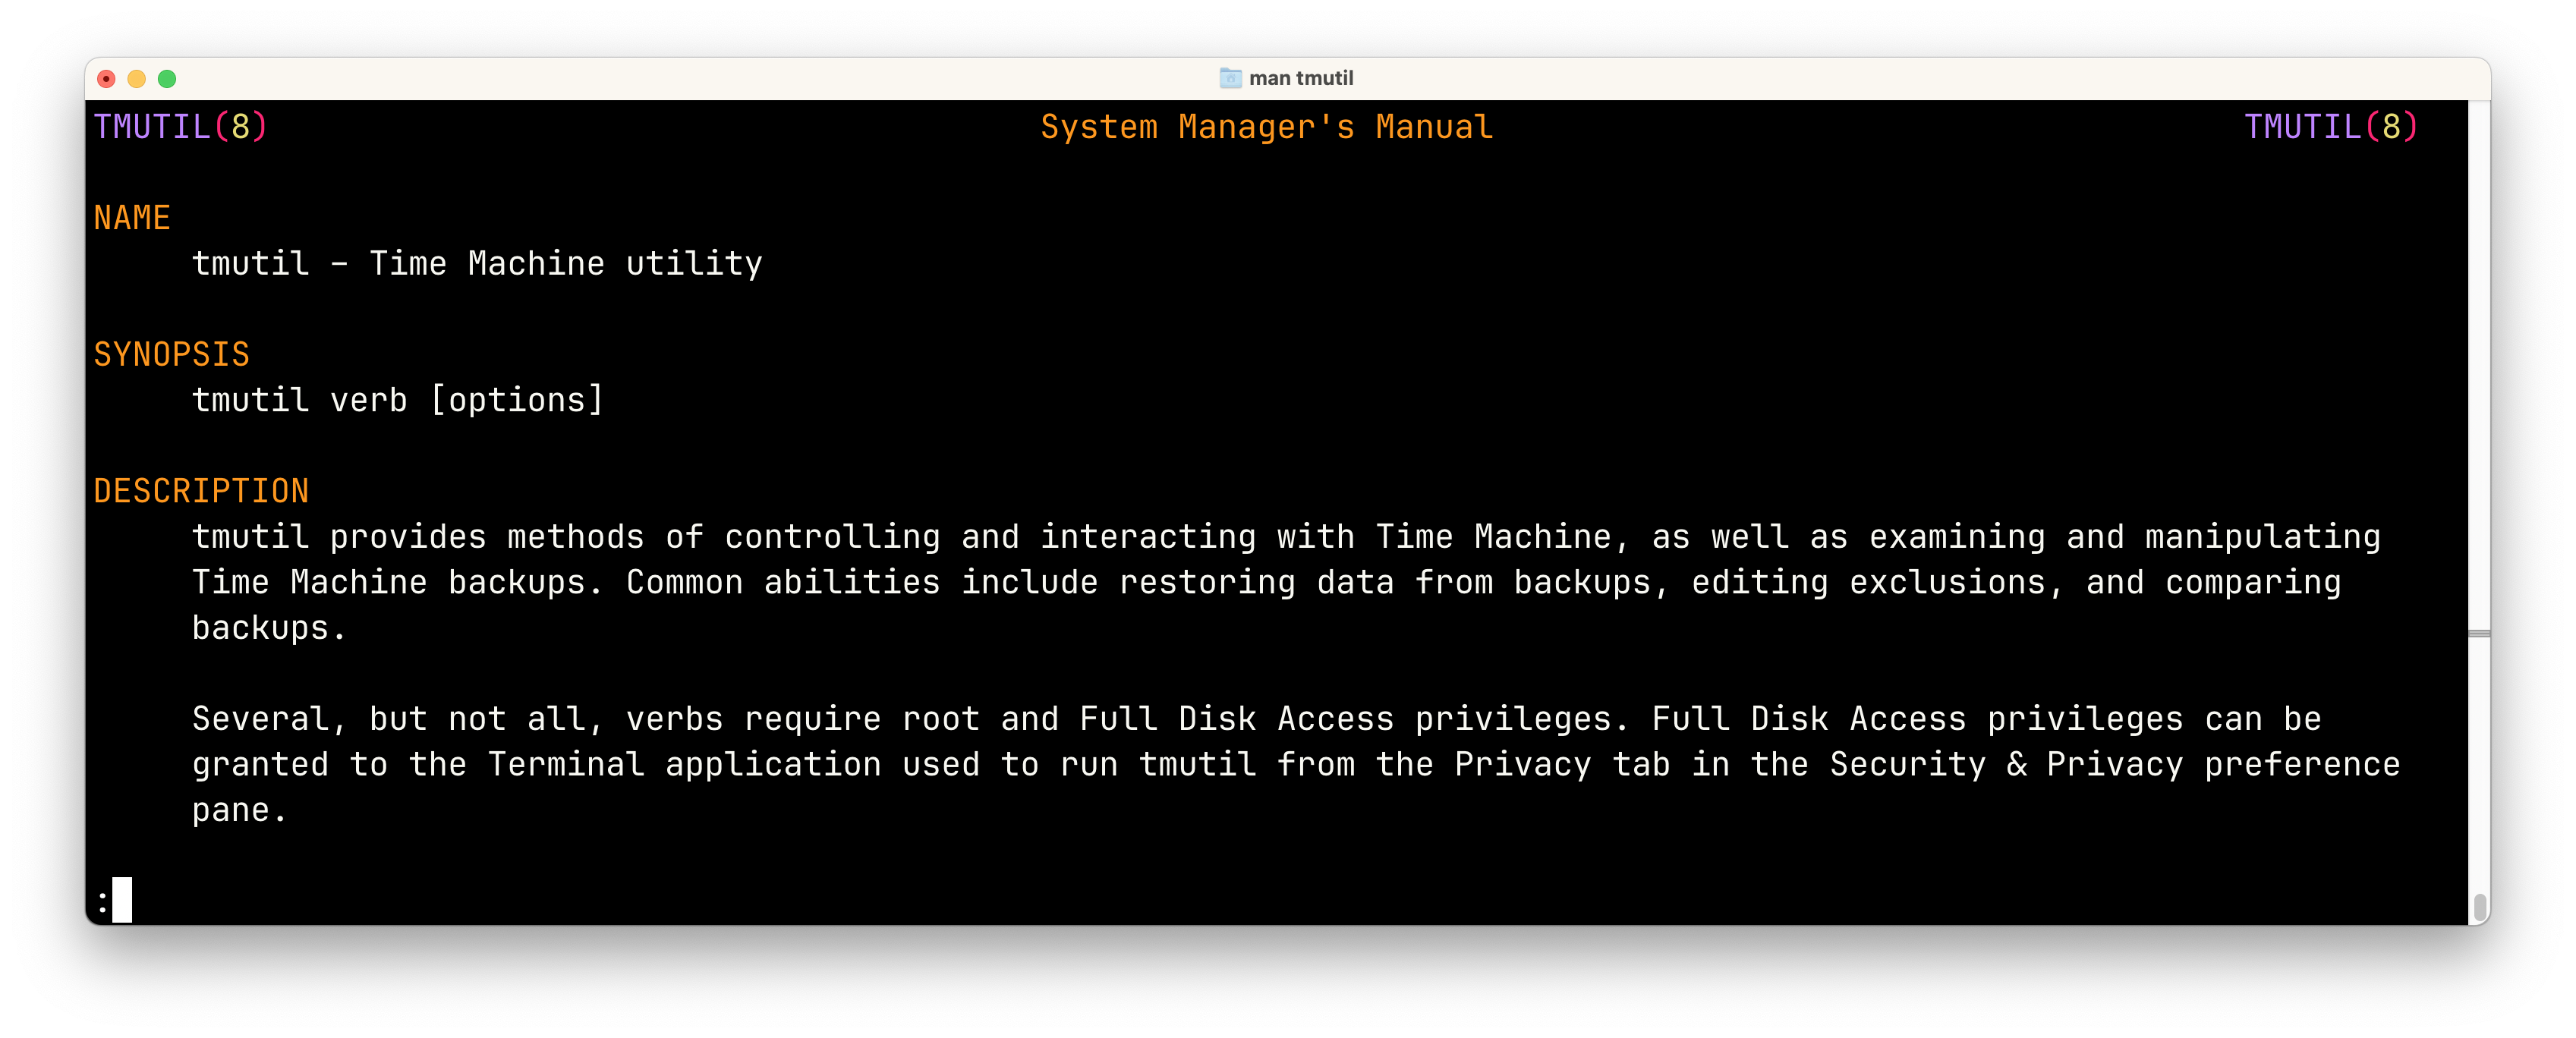 man tmutil
TMUTIL(8) System Manager's Manual TMUTIL(8)
NAME
tmutil – Time Machine utility
SYNOPSIS
tmutil verb [options]
DESCRIPTION
tmutil provides methods of controlling and interacting with Time Machine, as well as examining and manipulating
Time Machine backups. Common abilities include restoring data from backups, editing exclusions, and comparing
backups.
Several, but not all, verbs require root and Full Disk Access privileges. Full Disk Access privileges can be
granted to the Terminal application used to run tmutil from the Privacy tab in the Security & Privacy preference
pane.
: